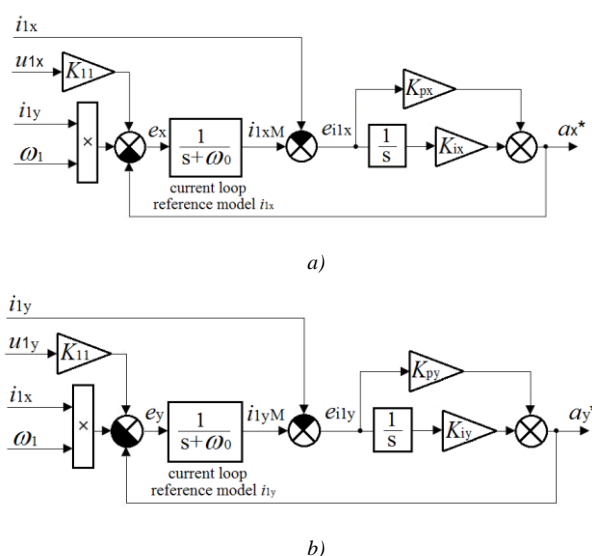 i1x
u1x
K11
i1y
ω1
×
ex
1
s+ω0
i1xM
ei1x
Kpx
1
s
Kix
ax*
current loop
reference model i1x
a)
i1y
u1y
K11
i1x
ω1
×
ey
1
s+ω0
i1yM
ei1y
Kpy
1
s
Kiy
ay*
current loop
reference model i1y
b)